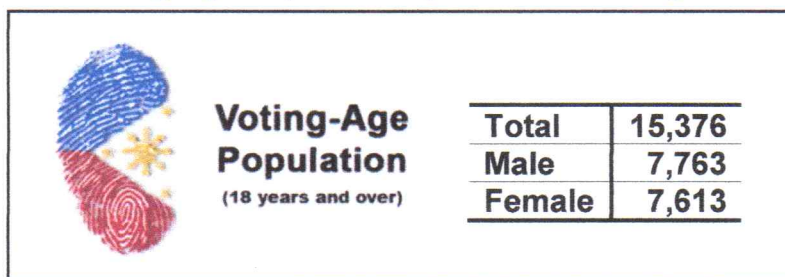 Voting-Age
Population
(18 years and over)
Total 15,376
Male 7,763
Female 7,613